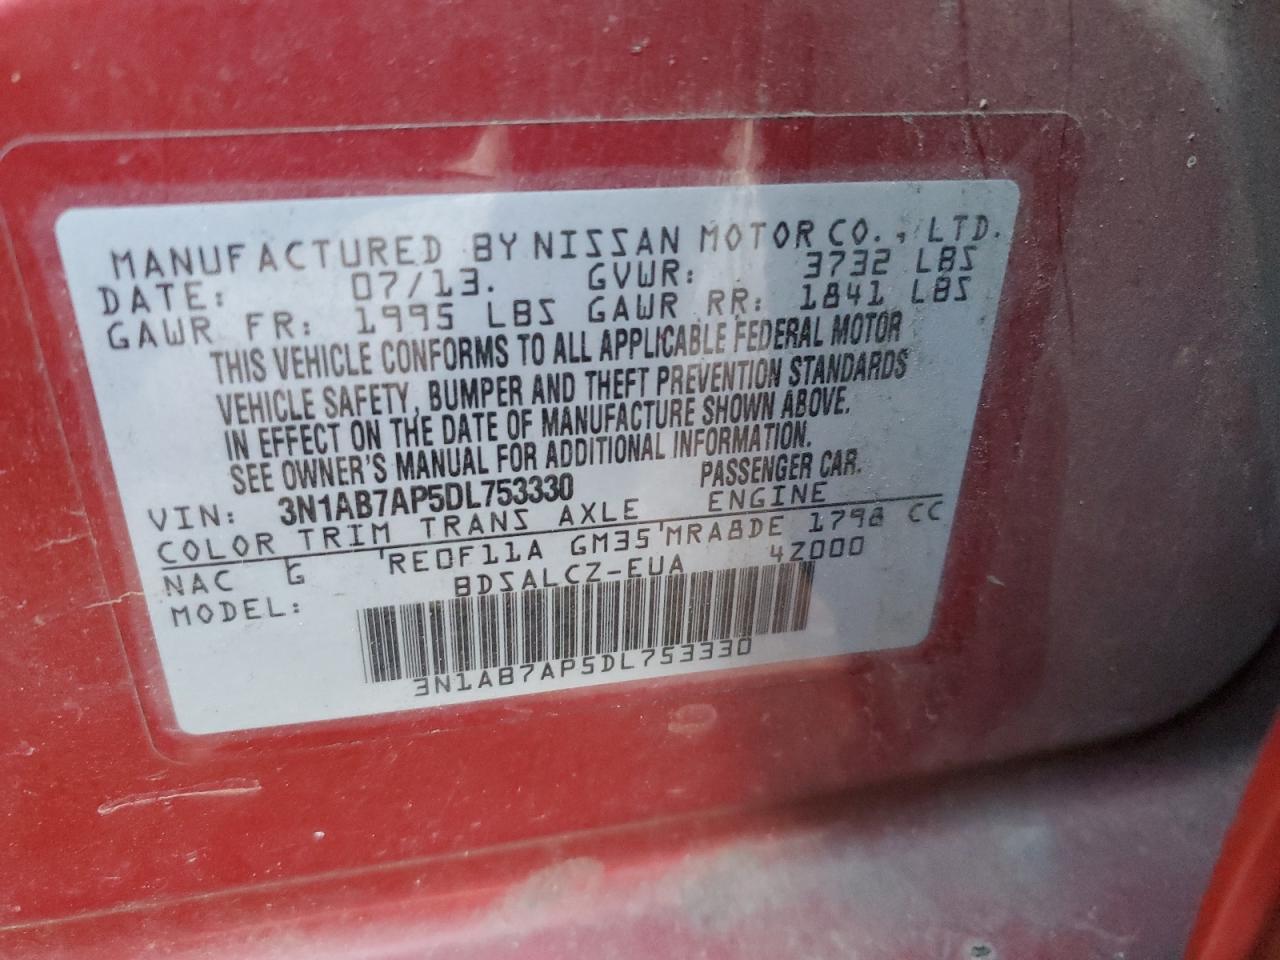 MANUFACTURED BY NISSAN MOTOR CO., LTD.
DATE: 07/13. GVWR: 3732 LBS
GAWR FR: 1995 LBS GAWR RR: 1841 LBS
THIS VEHICLE CONFORMS TO ALL APPLICABLE FEDERAL MOTOR
VEHICLE SAFETY, BUMPER AND THEFT PREVENTION STANDARDS
IN EFFECT ON THE DATE OF MANUFACTURE SHOWN ABOVE.
SEE OWNER'S MANUAL FOR ADDITIONAL INFORMATION.
VIN: 3N1AB7AP5DL753330 PASSENGER CAR.
COLOR TRIM TRANS AXLE ENGINE
NAC G RE0F11A GM35 MRA8DE 1798 CC
MODEL: BDSALCZ-EUA 4Z000
3N1AB7AP5DL753330